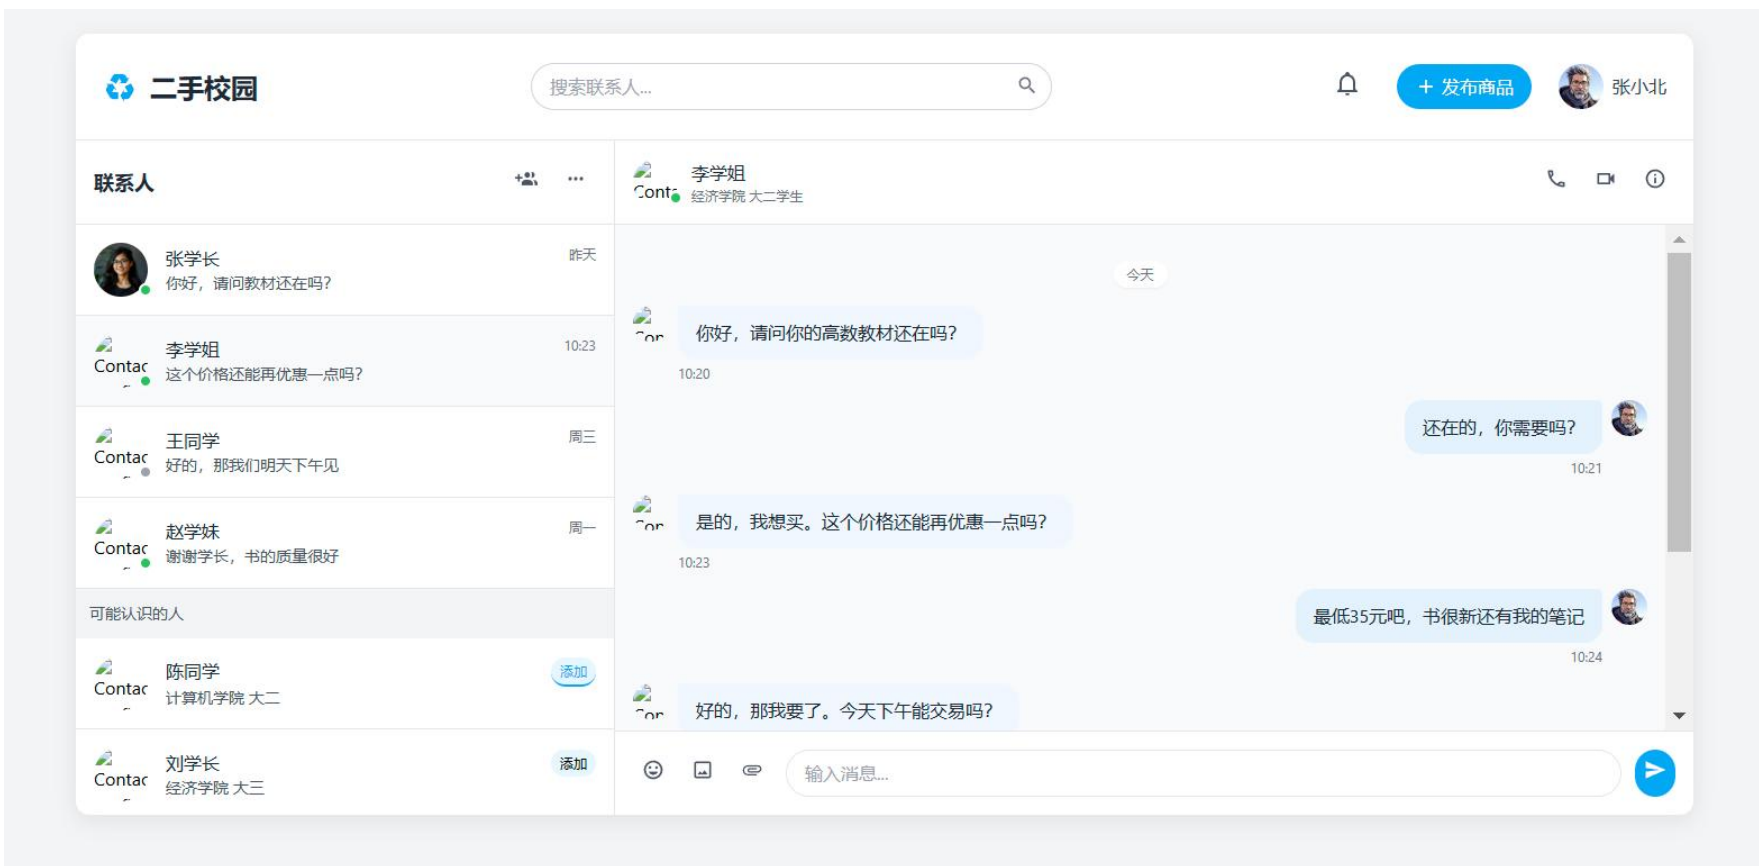 二手校园
搜索联系人...
+ 发布商品
张小北
联系人
张学长
昨天
你好，请问教材还在吗？
Contac
李学姐
10:23
这个价格还能再优惠一点吗？
Contac
王同学
周三
好的，那我们明天下午见
Contac
赵学妹
周一
谢谢学长，书的质量很好
可能认识的人
Contac
陈同学
添加
计算机学院 大二
Contac
刘学长
添加
经济学院 大三
Cont
李学姐
经济学院 大二学生
今天
Con
你好，请问你的高数教材还在吗？
10:20
还在的，你需要吗？
10:21
Con
是的，我想买。这个价格还能再优惠一点吗？
10:23
最低35元吧，书很新还有我的笔记
10:24
Con
好的，那我要了。今天下午能交易吗？
输入消息...